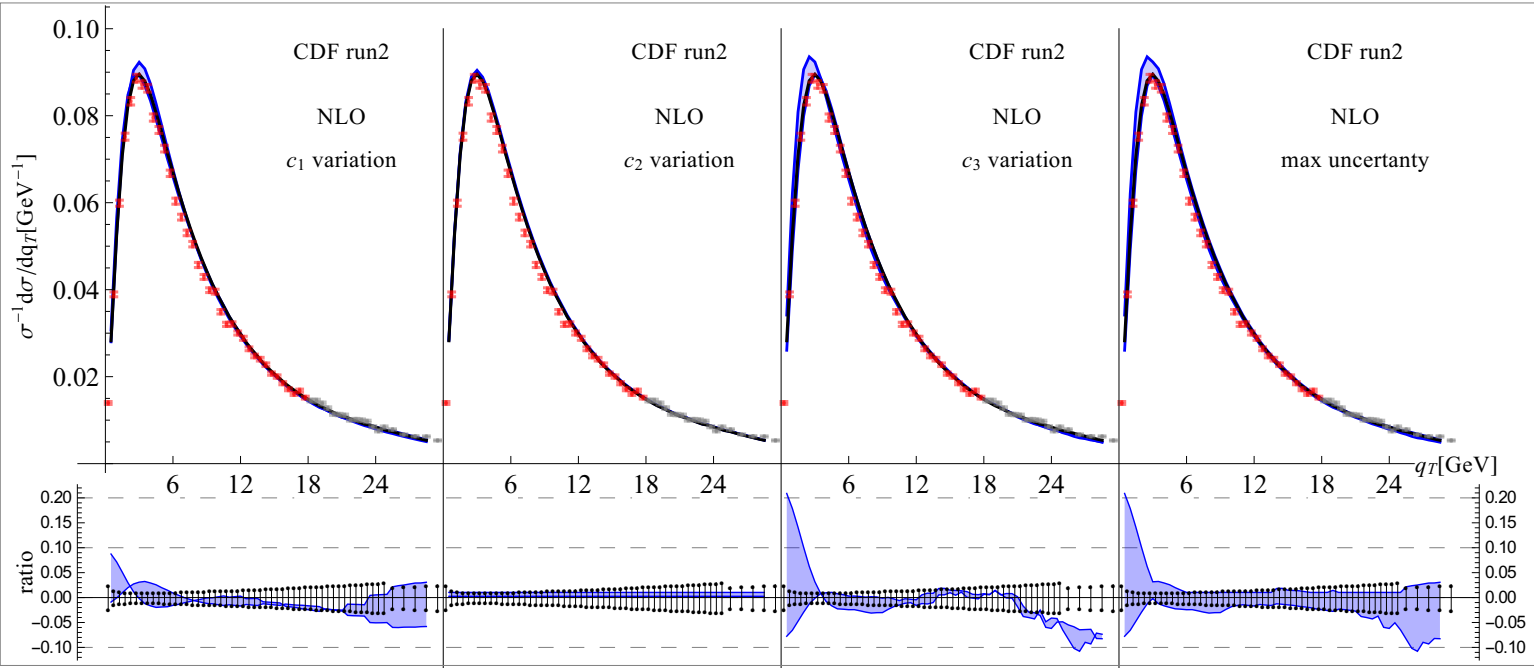 0.10
0.08
0.06
0.04
0.02
σ⁻¹dσ/dq_T[GeV⁻¹]
CDF run2
NLO
c₁ variation
CDF run2
NLO
c₂ variation
CDF run2
NLO
c₃ variation
CDF run2
NLO
max uncertanty
6 12 18 24
6 12 18 24
6 12 18 24
6 12 18 24
q_T[GeV]
ratio
0.20
0.15
0.10
0.05
0.00
-0.05
-0.10
0.20
0.15
0.10
0.05
0.00
-0.05
-0.10